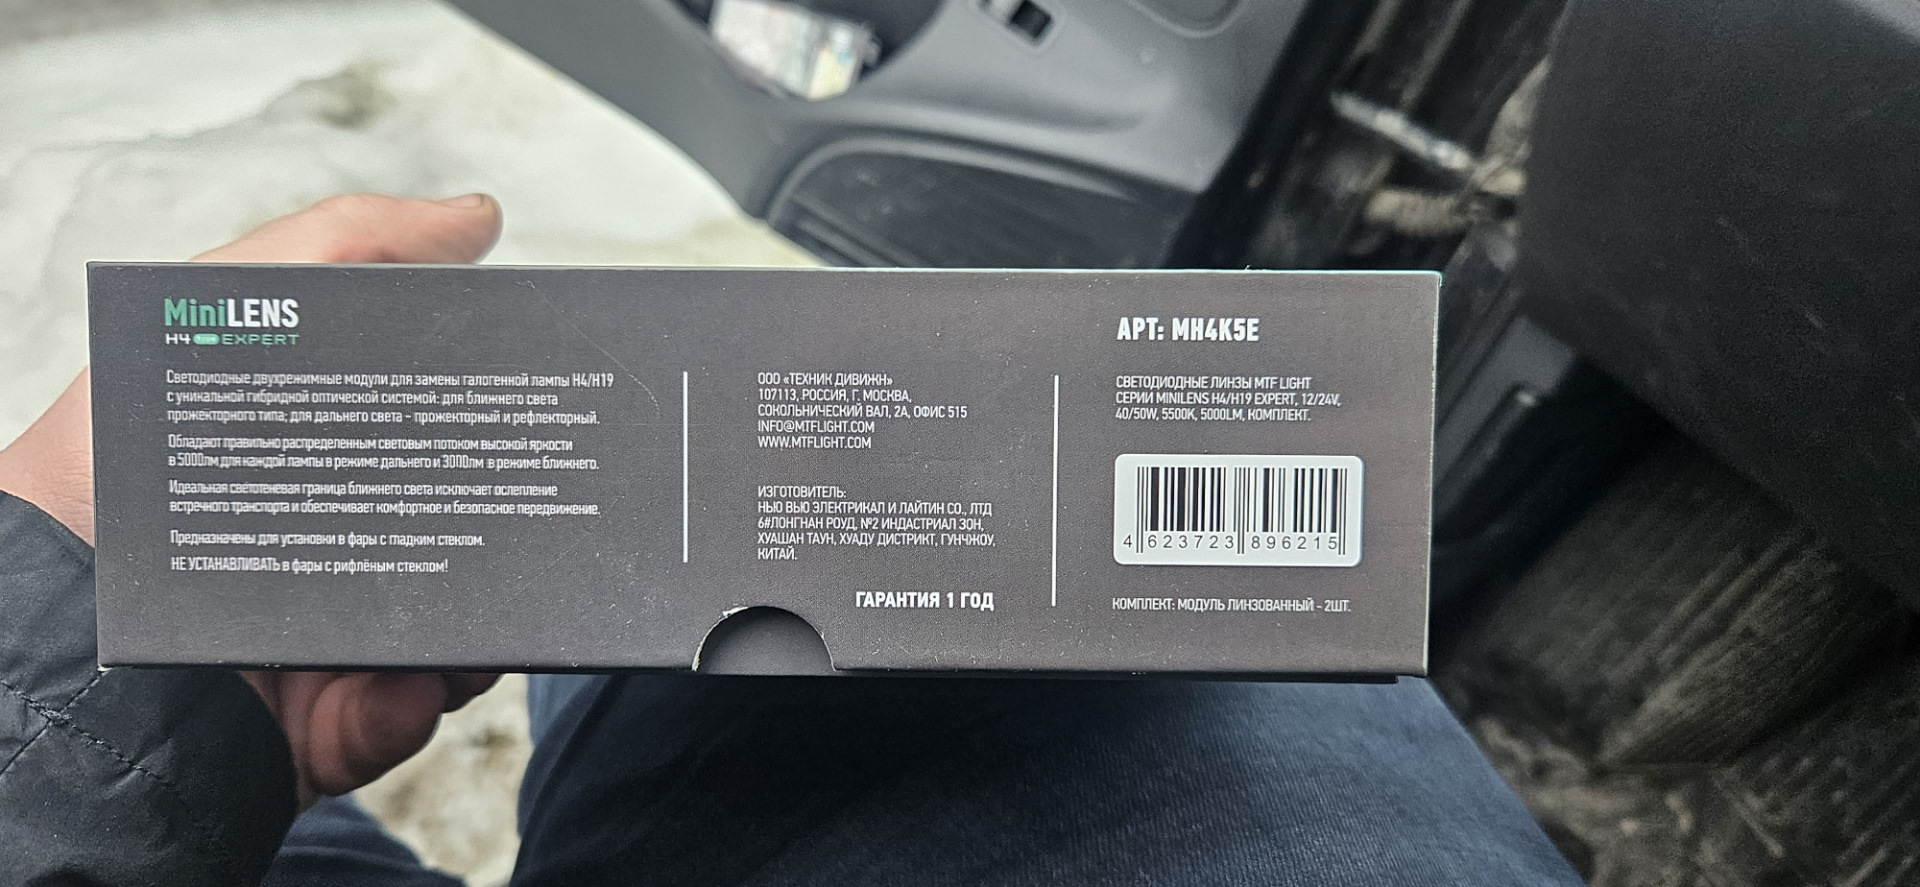 MiniLENS
H4 type EXPERT
Светодиодные двухрежимные модули для замены галогенной лампы H4/H19
с уникальной гибридной оптической системой: для ближнего света
прожекторного типа; для дальнего света - прожекторный и рефлекторный.
Обладают правильно распределенным световым потоком высокой яркости
в 5000лм для каждой лампы в режиме дальнего и 3000лм в режиме ближнего.
Идеальная светотеневая граница ближнего света исключает ослепление
встречного транспорта и обеспечивает комфортное и безопасное передвижение.
Предназначены для установки в фары с гладким стеклом.
НЕ УСТАНАВЛИВАТЬ в фары с рифлёным стеклом!
ООО «ТЕХНИК ДИВИЖН»
107113, РОССИЯ, Г. МОСКВА,
СОКОЛЬНИЧЕСКИЙ ВАЛ, 2А, ОФИС 515
INFO@MTFLIGHT.COM
WWW.MTFLIGHT.COM
ИЗГОТОВИТЕЛЬ:
НЬЮ ВЬЮ ЭЛЕКТРИКАЛ И ЛАЙТИН СО., ЛТД
6#ЛОНГНАН РОУД, №2 ИНДАСТРИАЛ ЗОН,
ХУАШАН ТАУН, ХУАДУ ДИСТРИКТ, ГУНЧЖОУ,
КИТАЙ.
ГАРАНТИЯ 1 ГОД
АРТ: MH4K5E
СВЕТОДИОДНЫЕ ЛИНЗЫ MTF LIGHT
СЕРИИ MINILENS H4/H19 EXPERT, 12/24V,
40/50W, 5500K, 5000LM, КОМПЛЕКТ.
4 623723 896215
КОМПЛЕКТ: МОДУЛЬ ЛИНЗОВАННЫЙ - 2ШТ.